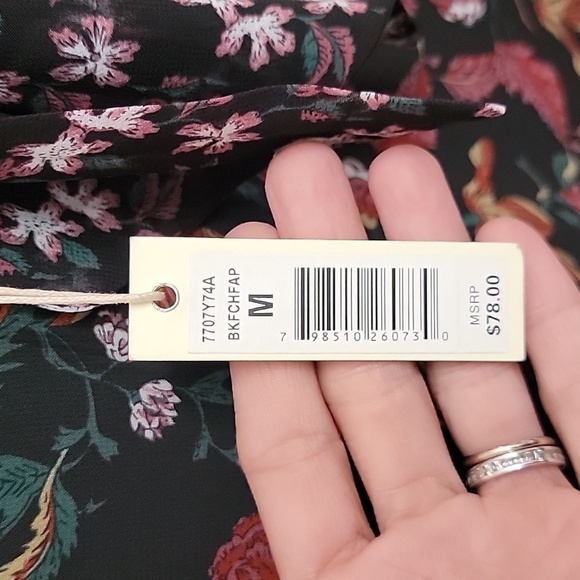 7707Y74A
BKFCHFAP
M
7 98510 26073 0
MSRP
$78.00